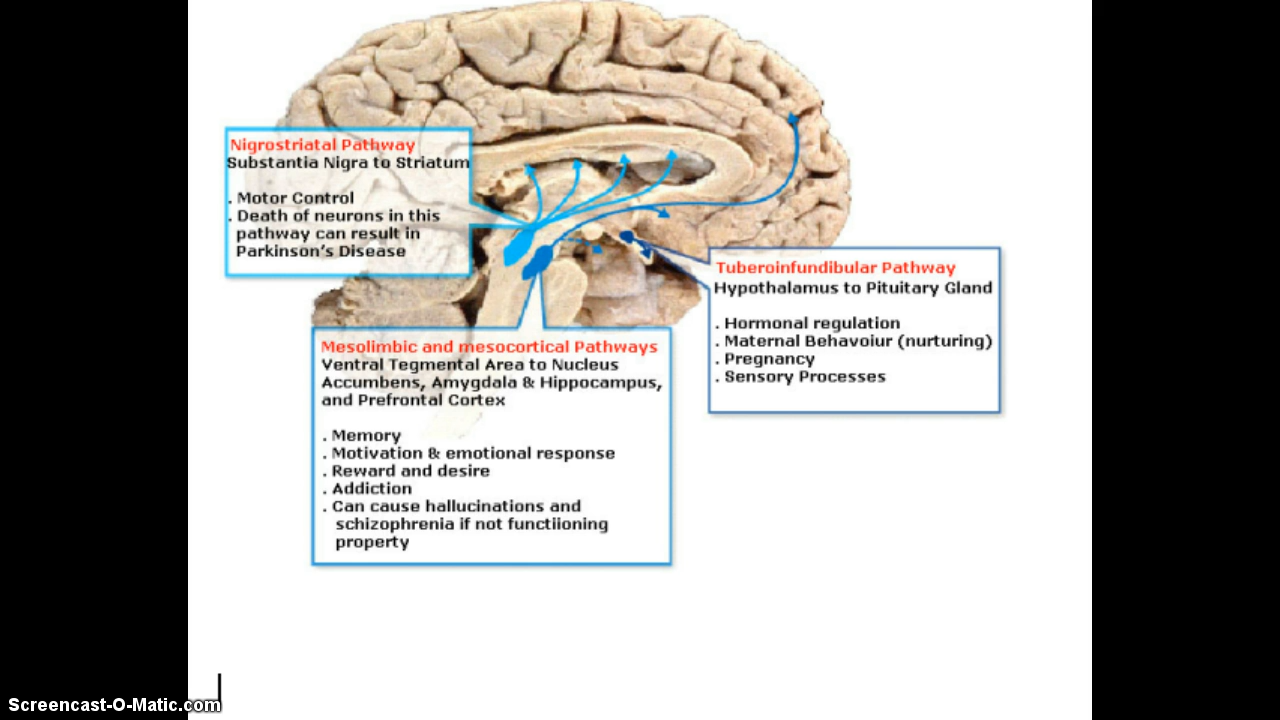 Nigrostriatal Pathway
Substantia Nigra to Striatum
. Motor Control
. Death of neurons in this
pathway can result in
Parkinson's Disease
Tuberoinfundibular Pathway
Hypothalamus to Pituitary Gland
. Hormonal regulation
. Maternal Behavoiur (nurturing)
. Pregnancy
. Sensory Processes
Mesolimbic and mesocortical Pathways
Ventral Tegmental Area to Nucleus
Accumbens, Amygdala & Hippocampus,
and Prefrontal Cortex
. Memory
. Motivation & emotional response
. Reward and desire
. Addiction
. Can cause hallucinations and
schizophrenia if not functiioning
property
Screencast-O-Matic.com